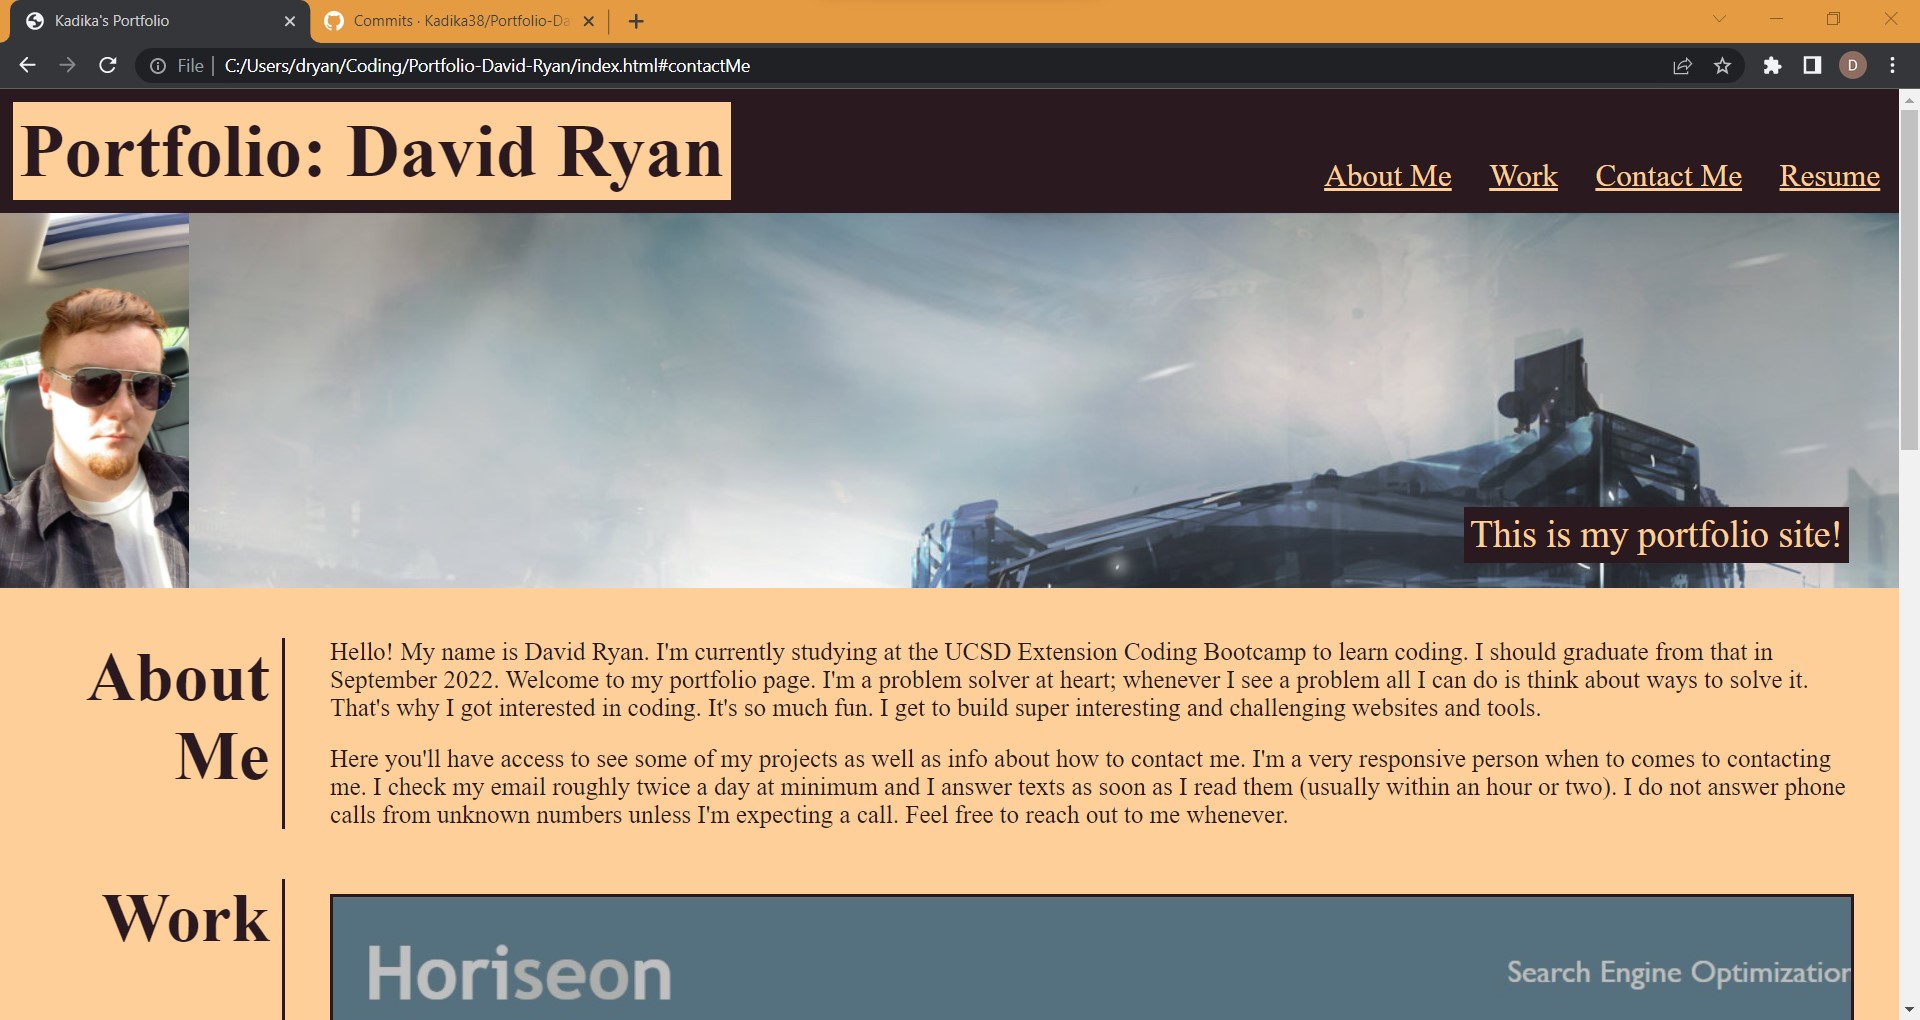 Kadika's Portfolio
Commits · Kadika38/Portfolio-Da
File
C:/Users/dryan/Coding/Portfolio-David-Ryan/index.html#contactMe
D
Portfolio: David Ryan
About Me Work Contact Me Resume
This is my portfolio site!
About
Me
Hello! My name is David Ryan. I'm currently studying at the UCSD Extension Coding Bootcamp to learn coding. I should graduate from that in
September 2022. Welcome to my portfolio page. I'm a problem solver at heart; whenever I see a problem all I can do is think about ways to solve it.
That's why I got interested in coding. It's so much fun. I get to build super interesting and challenging websites and tools.
Here you'll have access to see some of my projects as well as info about how to contact me. I'm a very responsive person when to comes to contacting
me. I check my email roughly twice a day at minimum and I answer texts as soon as I read them (usually within an hour or two). I do not answer phone
calls from unknown numbers unless I'm expecting a call. Feel free to reach out to me whenever.
Work
Horiseon
Search Engine Optimization